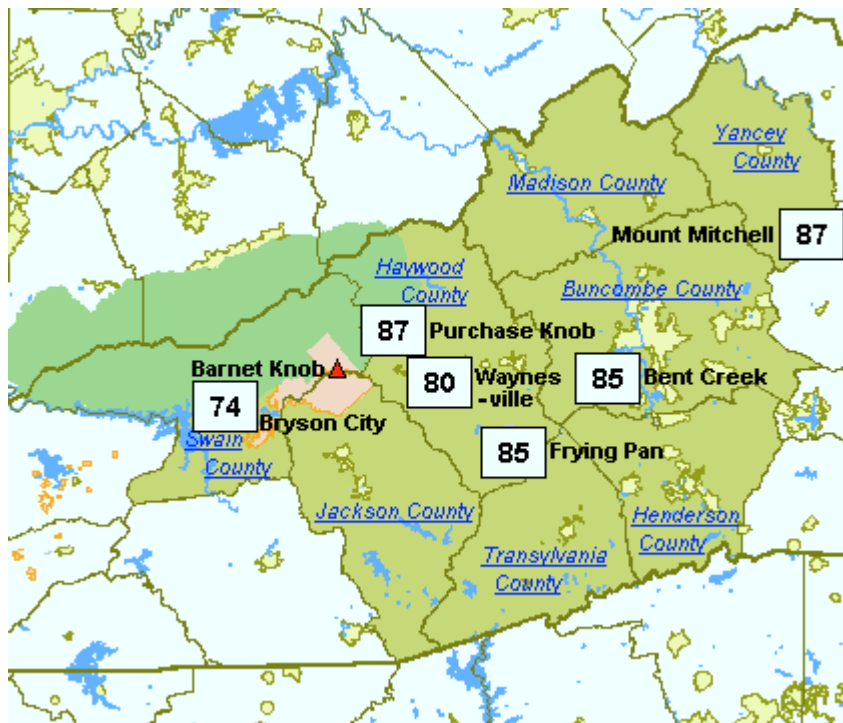 Yancey
County
Madison County
Mount Mitchell 87
Haywood
County
Buncombe County
87 Purchase Knob
Barnet Knob
80 Waynes
-ville
85 Bent Creek
74
Bryson City
Swain
County
85 Frying Pan
Jackson County
Henderson
County
Transylvania
County